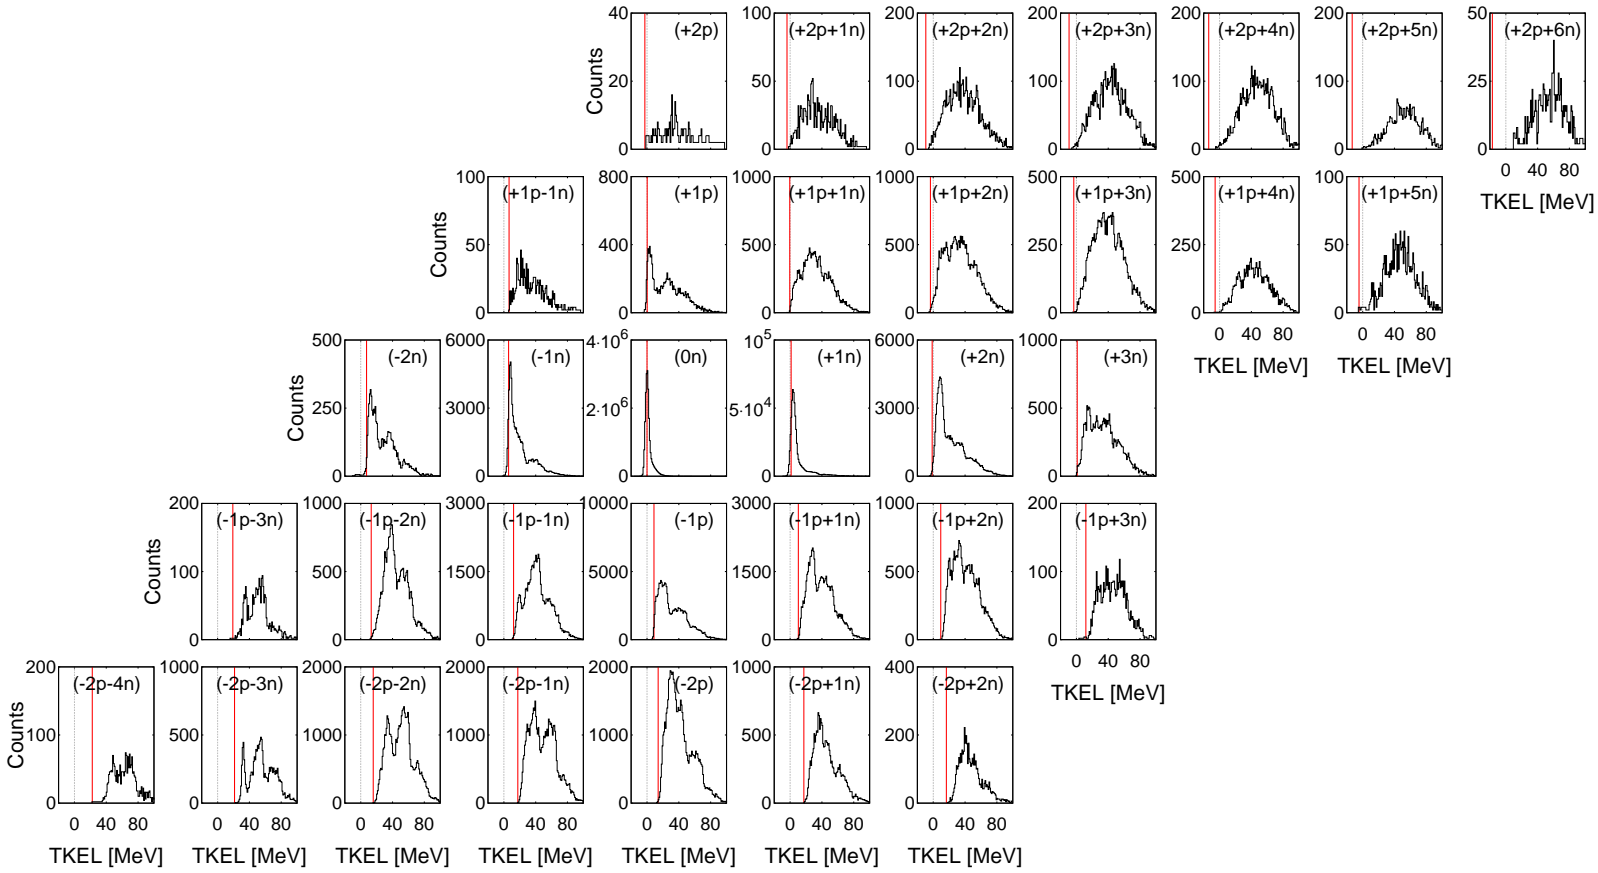 40 100 200 200 200 200 50
(+2p) (+2p+1n) (+2p+2n) (+2p+3n) (+2p+4n) (+2p+5n) (+2p+6n)
Counts
20 50 100 100 100 100 25
0 0 0 0 0 0 0
0 40 80
TKEL [MeV]
100 800 1000 1000 500 500 100
(+1p-1n) (+1p) (+1p+1n) (+1p+2n) (+1p+3n) (+1p+4n) (+1p+5n)
Counts
50 400 500 500 250 250 50
0 0 0 0 0 0 0
0 40 80 0 40 80
TKEL [MeV] TKEL [MeV]
500 6000 4·10^6 10^5 6000 1000
(-2n) (-1n) (0n) (+1n) (+2n) (+3n)
Counts
250 3000 2·10^6 5·10^4 3000 500
0 0 0 0 0 0
200 1000 3000 10000 3000 1000 200
(-1p-3n) (-1p-2n) (-1p-1n) (-1p) (-1p+1n) (-1p+2n) (-1p+3n)
Counts
100 500 1500 5000 1500 500 100
0 0 0 0 0 0 0
0 40 80
TKEL [MeV]
200 1000 2000 2000 2000 1000 400
(-2p-4n) (-2p-3n) (-2p-2n) (-2p-1n) (-2p) (-2p+1n) (-2p+2n)
Counts
100 500 1000 1000 1000 500 200
0 0 0 0 0 0 0
0 40 80 0 40 80 0 40 80 0 40 80 0 40 80 0 40 80 0 40 80
TKEL [MeV] TKEL [MeV] TKEL [MeV] TKEL [MeV] TKEL [MeV] TKEL [MeV] TKEL [MeV]